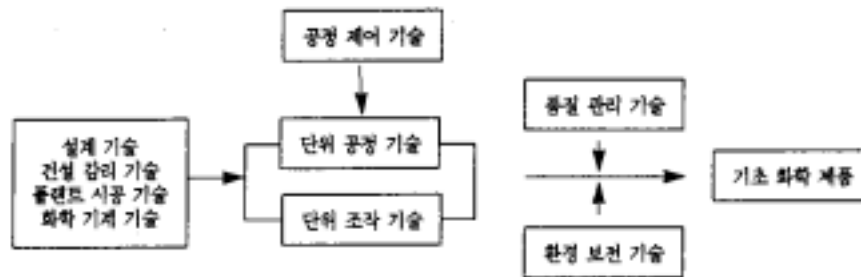 공정 제어 기술
설계 기술
건설 감리 기술
플랜트 시공 기술
화학 기계 기술
단위 공정 기술
단위 조작 기술
품질 관리 기술
환경 보전 기술
기초 화학 제품